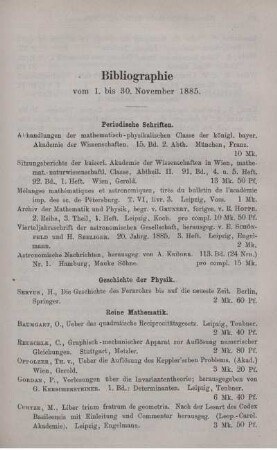 Bibliographie
vom 1. bis 30. November 1885.
Periodische Schriften.
Abhandlungen der mathematisch-physikalischen Classe der königl. bayer.
Akademie der Wissenschaften. 15. Bd. 2. Abth. München, Franz.
10 Mk.
Sitzungsberichte der kaiserl. Akademie der Wissenschaften in Wien, mathe-
mat.-naturwissenschaftl. Classe, Abtheil. II. 91. Bd., 4. u. 5. Heft,
92. Bd., 1. Heft. Wien, Gerold. 13 Mk. 50 Pf.
Mélanges mathématiques et astronomiques, tirés du bulletin de l'académie
imp. des sc. de Pétersbourg. T. VI, livr. 3. Leipzig, Voss. 1 Mk.
Archiv der Mathematik und Physik, begr. v. Grunert, fortges. von R. Hoppe,
2. Reihe, 3. Theil, 1. Heft. Leipzig, Koch. pro compl. 10 Mk. 50 Pf.
Vierteljahrsschrift der astronomischen Gesellschaft, herausgeg. v. E. Schön-
feld und H. Seeliger. 20. Jahrg. 1885, 3. Heft. Leipzig, Engel-
mann. 2 Mk.
Astronomische Nachrichten, herausgeg. von A. Krüger. 113. Bd. (24 Nrn.)
Nr. 1. Hamburg, Mauke Söhne. pro compl. 15 Mk.
Geschichte der Physik.
Servus, H., Die Geschichte des Fernrohrs bis auf die neueste Zeit. Berlin,
Springer. 2 Mk. 60 Pf.
Reine Mathematik.
Baumgart, O., Ueber das quadratische Reciprocitätsgesetz. Leipzig, Teubner.
2 Mk. 40 Pf.
Reuschle, C., Graphisch-mechanischer Apparat zur Auflösung numerischer
Gleichungen. Stuttgart, Metzler. 2 Mk. 80 Pf.
Oppolzer, Th. v., Ueber die Auflösung des Kepplerschen Problems. (Akad.)
Wien, Gerold. 3 Mk. 20 Pf.
Gordan, P., Vorlesungen über die Invariantentheorie; herausgegeben von
G. Kerschensteiner. 1. Bd.: Determinanten. Leipzig, Teubner.
6 Mk. 40 Pf.
Curtze, M., Liber trium fratrum de geometria. Nach der Lesart des Codex
Basileensis mit Einleitung und Commentar herausgeg. (Leop.-Carol.
Akademie). Leipzig, Engelmann. 3 Mk. 50 Pf.